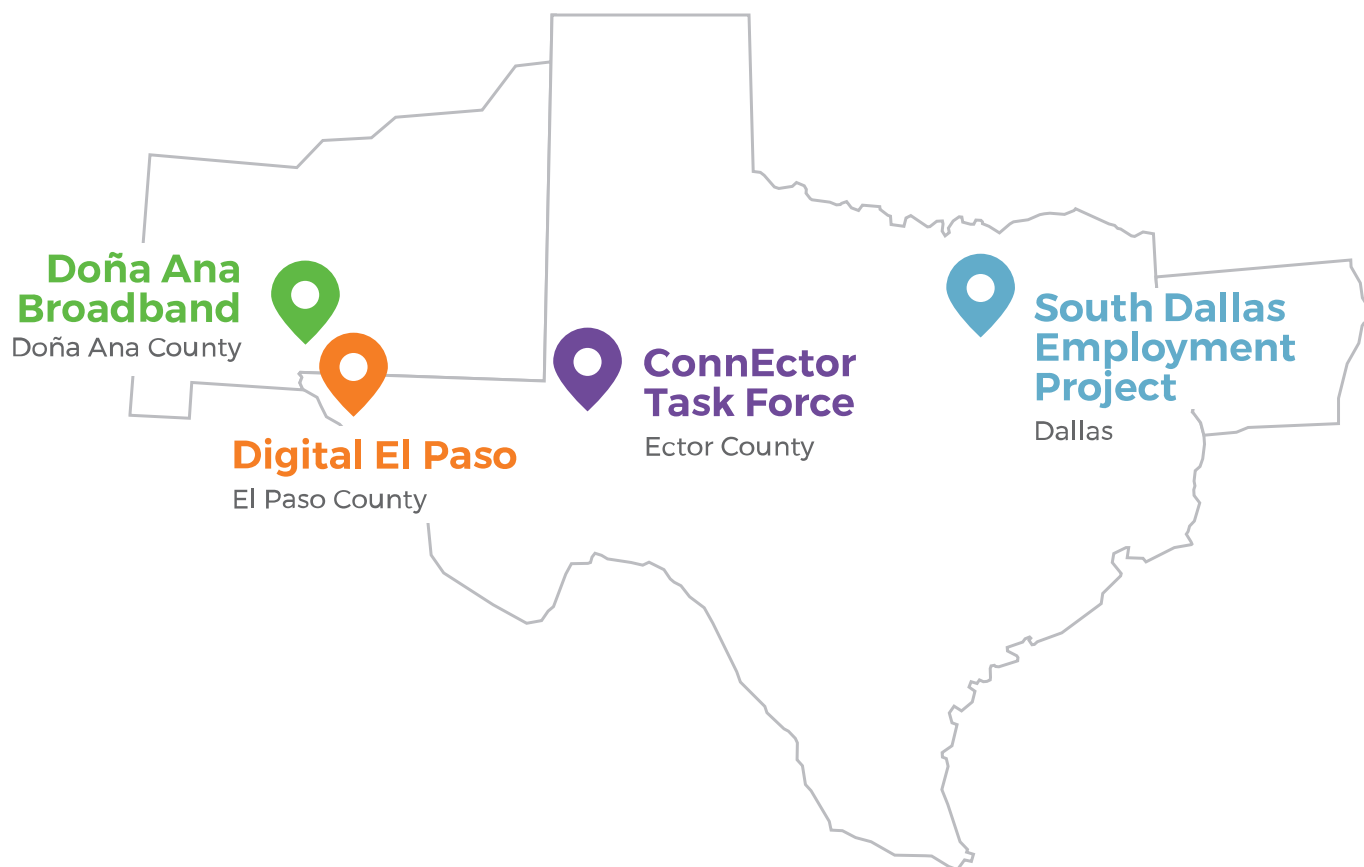 Doña Ana
Broadband
Doña Ana County
Digital El Paso
El Paso County
ConnEctor
Task Force
Ector County
South Dallas
Employment
Project
Dallas